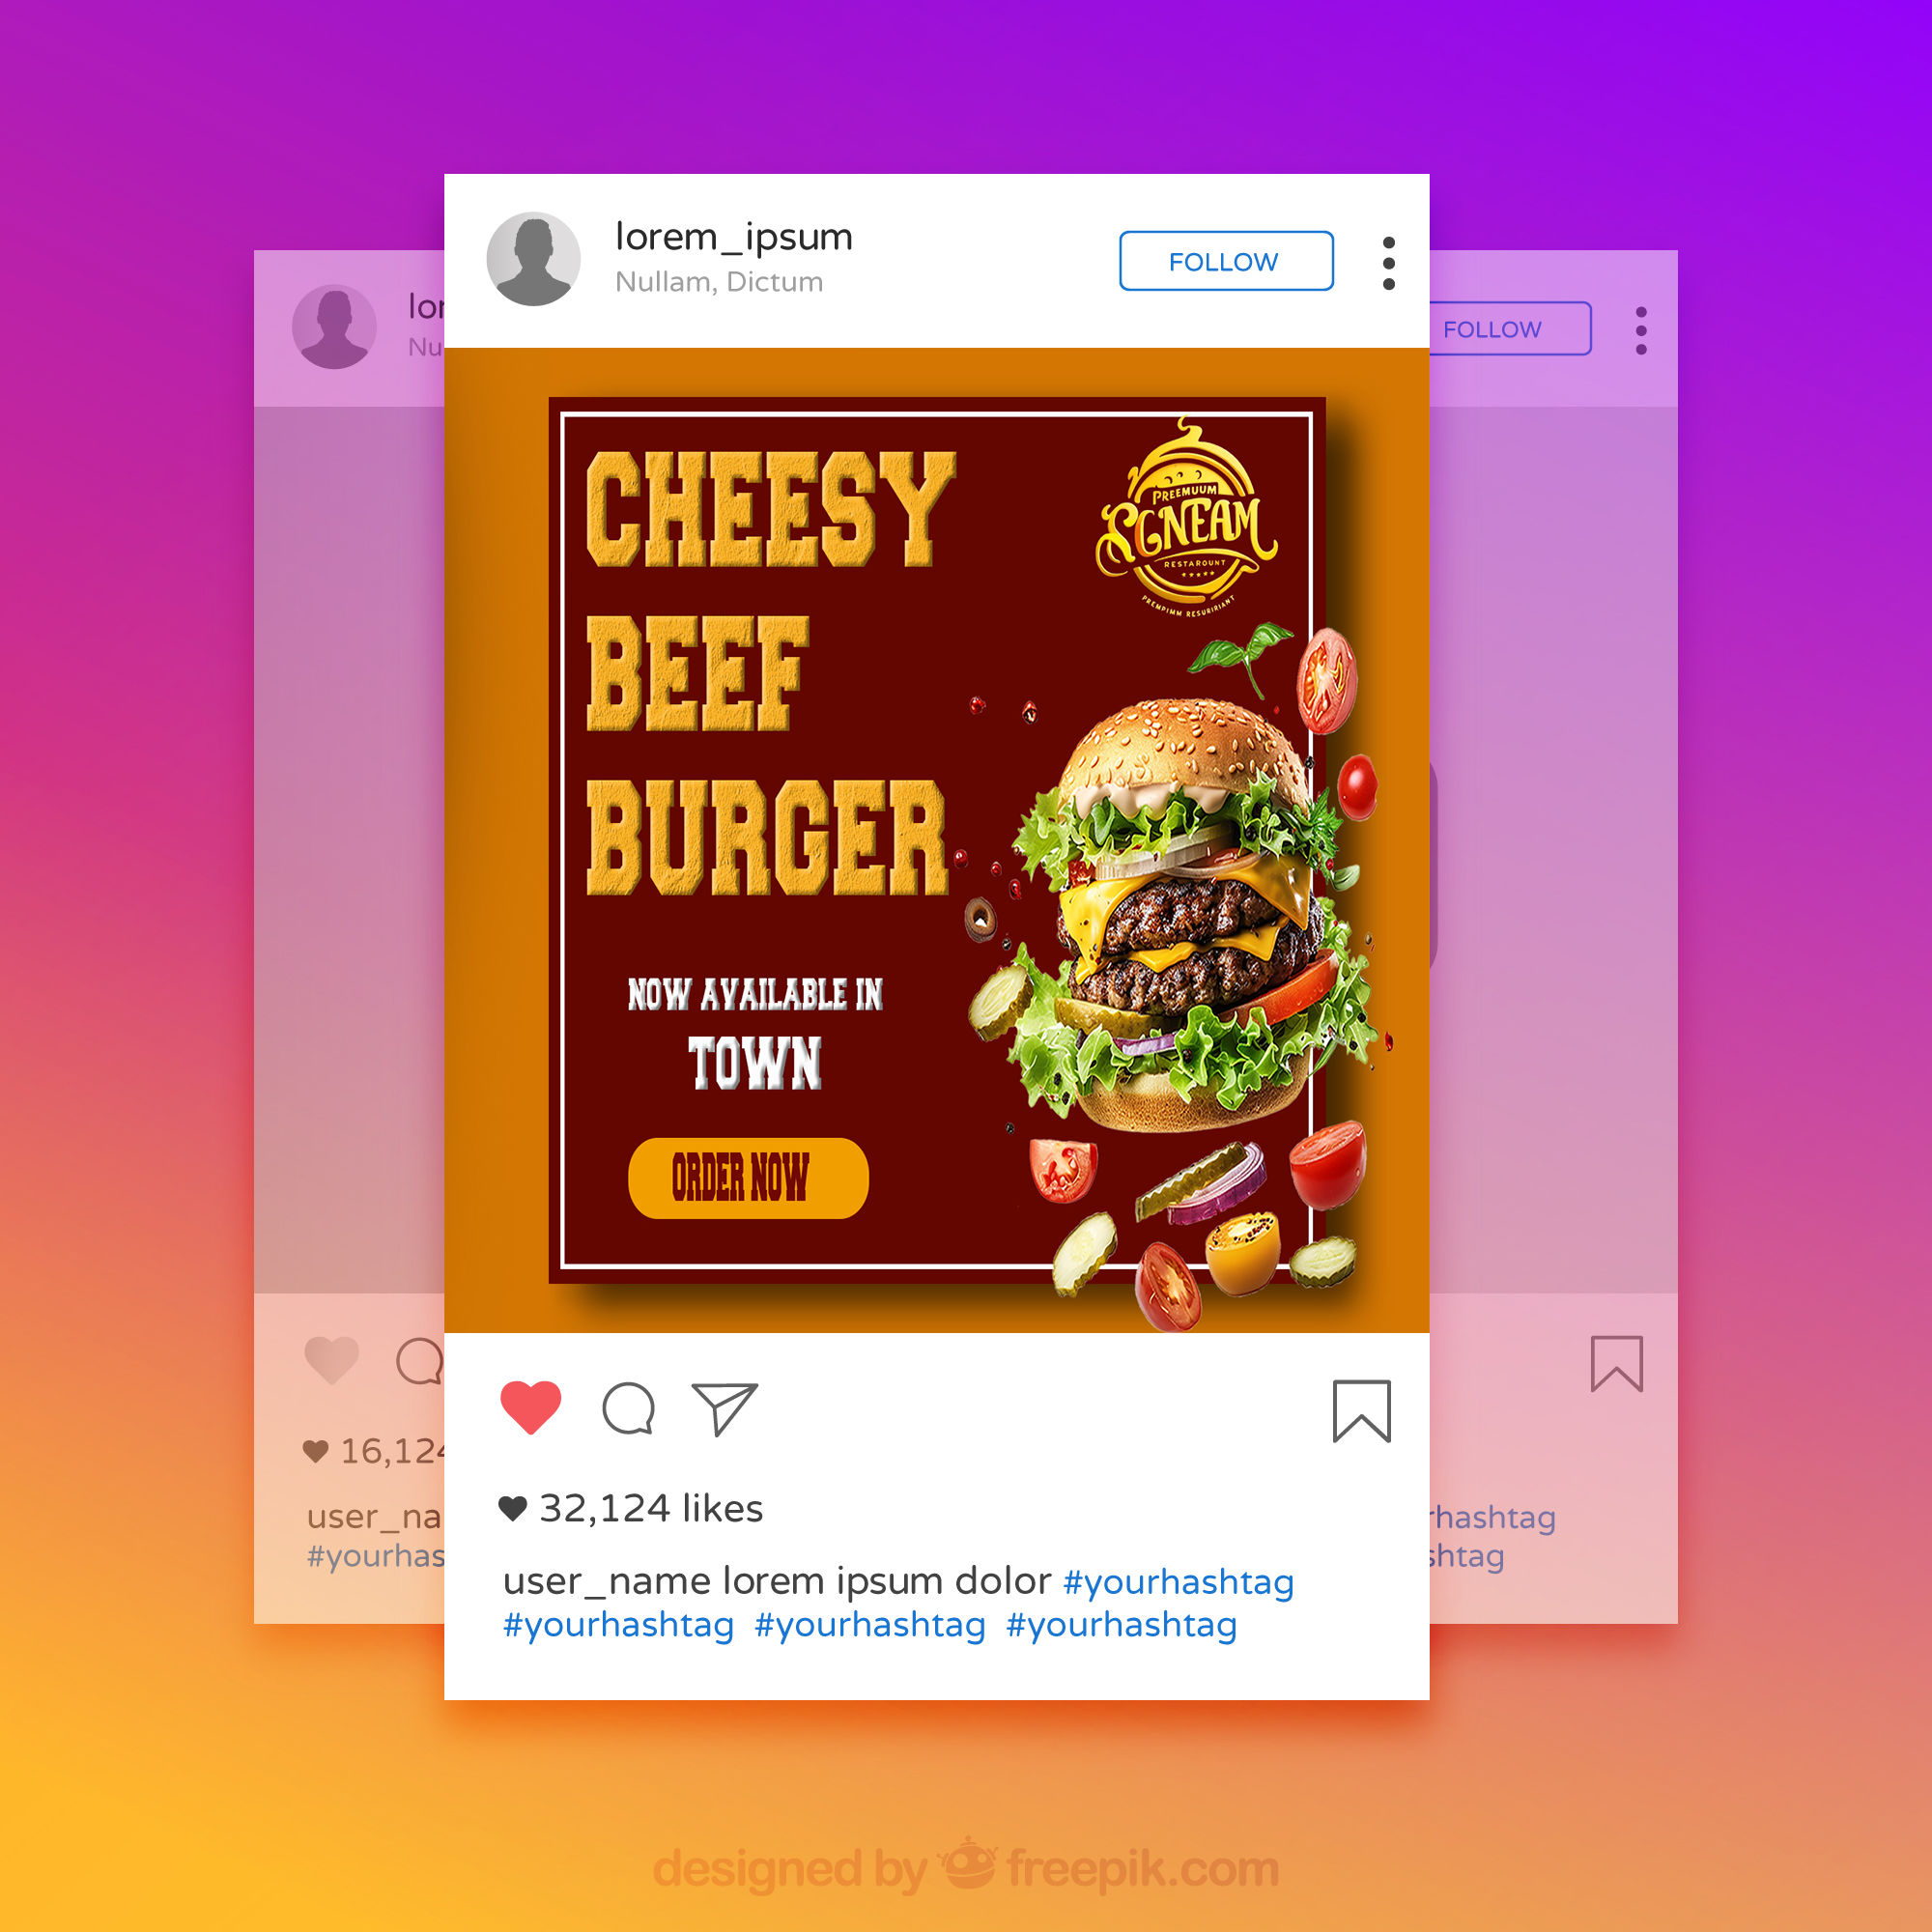 lorem_ipsum
Nullam, Dictum
FOLLOW
lor
Nu
FOLLOW
CHEESY
BEEF
BURGER
PREEMUUM
SGNEAM
RESTAROUNT
PREMPIMM RESURIRIANT
NOW AVAILABLE IN
TOWN
ORDER NOW
32,124 likes
user_name lorem ipsum dolor #yourhashtag
#yourhashtag #yourhashtag #yourhashtag
16,124
user_na
#yourhas
rhashtag
shtag
designed by freepik.com